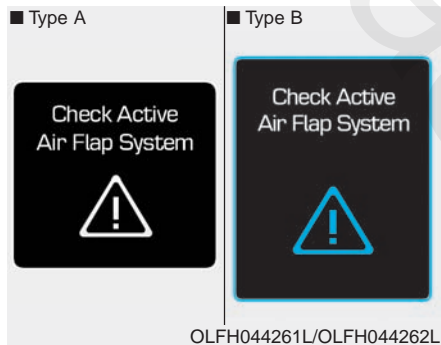 ■ Type A
■ Type B
Check Active
Air Flap System
Check Active
Air Flap System
OLFH044261L/OLFH044262L